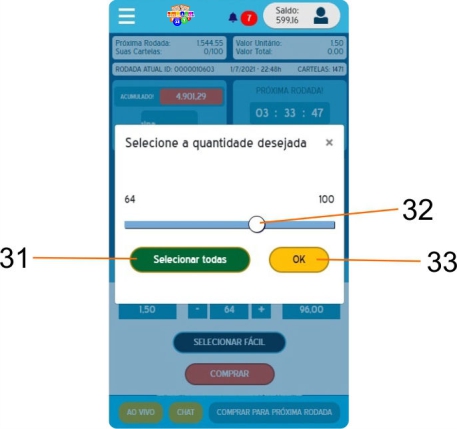 7
Saldo:
599,16
Próxima Rodada: 1.544.55
Suas Cartelas: 0/100
Valor Unitário: 1.50
Valor Total: 0.00
RODADA ATUAL ID: 0000010603 1/7/2021 - 22:48h CARTELAS: 1471
ACUMULADO! 4.901,29
PRÓXIMA RODADA!
03 : 33 : 47
Selecione a quantidade desejada ×
64 100
32
31
Selecionar todas OK
33
1,50 - 64 + 96,00
SELECIONAR FÁCIL
COMPRAR
AO VIVO CHAT COMPRAR PARA PRÓXIMA RODADA